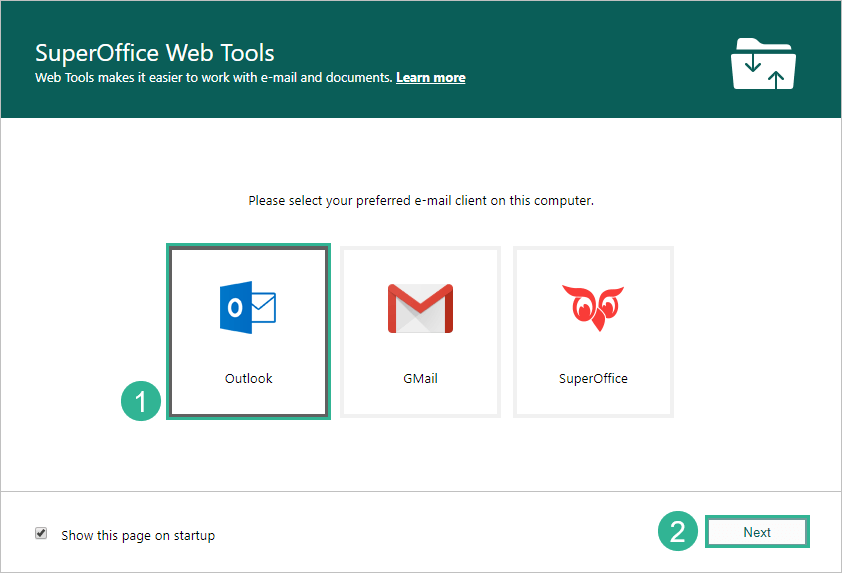 SuperOffice Web Tools
Web Tools makes it easier to work with e-mail and documents. Learn more
Please select your preferred e-mail client on this computer.
O
Outlook
GMail
SuperOffice
1
Show this page on startup
2
Next